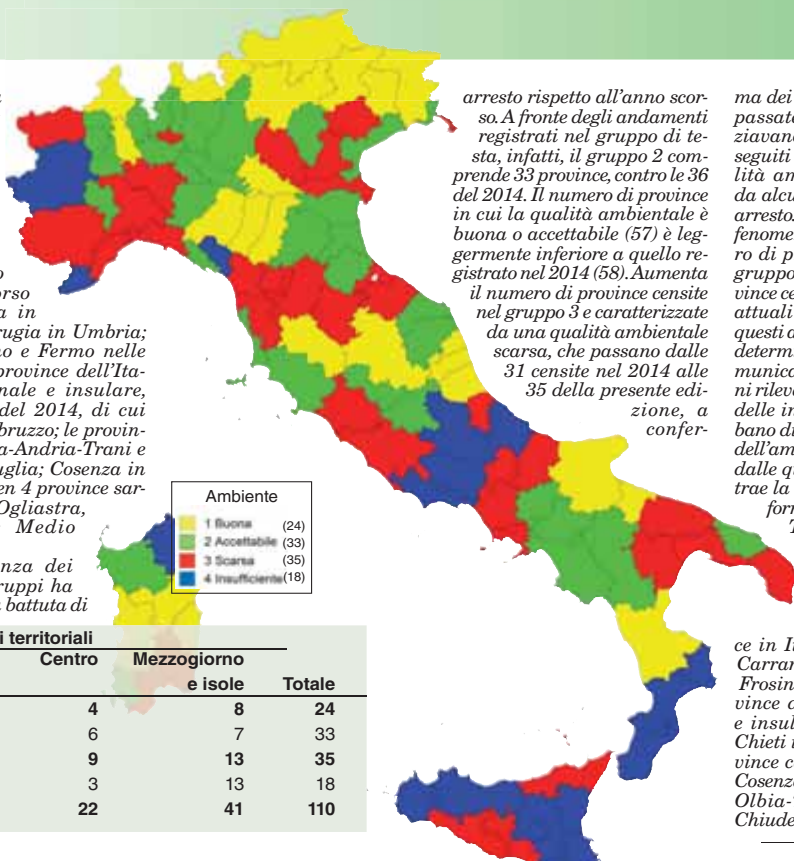 o
orso
a in
rugia in Umbria;
no e Fermo nelle
province dell'Ita-
nale e insulare,
del 2014, di cui
bruzzo; le provin-
a-Andria-Trani e
uglia; Cosenza in
en 4 province sar-
Ogliastra,
Medio
nza dei
ruppi ha
battuta di
arresto rispetto all'anno scor-
so. A fronte degli andamenti
registrati nel gruppo di te-
sta, infatti, il gruppo 2 com-
prende 33 province, contro le 36
del 2014. Il numero di province
in cui la qualità ambientale è
buona o accettabile (57) è leg-
germente inferiore a quello re-
gistrato nel 2014 (58). Aumenta
il numero di province censite
nel gruppo 3 e caratterizzate
da una qualità ambientale
scarsa, che passano dalle
31 censite nel 2014 alle
35 della presente edi-
zione, a
confer-
ma dei
passate
ziavano
seguiti
lità am
da alcu
arresto.
fenome
ro di p
gruppo
vince ce
attuali
questi a
determ
munica
ni rilev
delle in
bano di
dell'am
dalle qu
trae la
for
T
ce in It
Carran
Frosin
vince d
e insul
Chieti i
vince c
Cosenz
Olbia-
Chiude
Ambiente
1 Buona (24)
2 Accettabile (33)
3 Scarsa (35)
4 Insufficiente (18)
i territoriali
Centro Mezzogiorno
e isole Totale
4 8 24
6 7 33
9 13 35
3 13 18
22 41 110